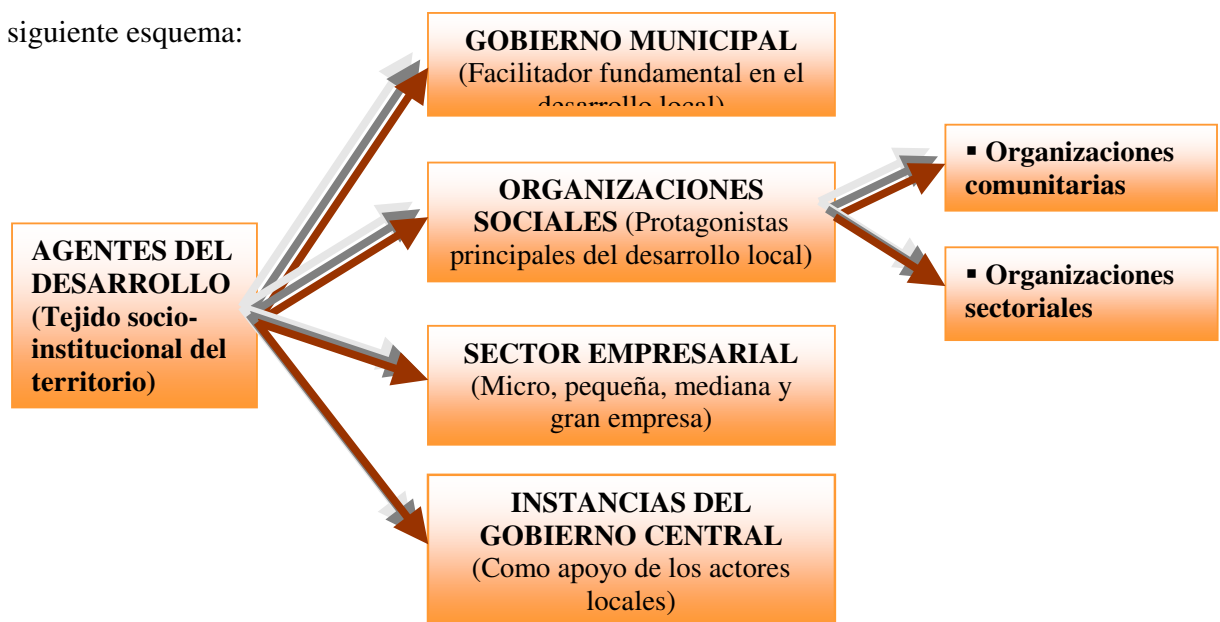 siguiente esquema:
GOBIERNO MUNICIPAL
(Facilitador fundamental en el
desarrollo local)
ORGANIZACIONES
SOCIALES (Protagonistas
principales del desarrollo local)
▪ Organizaciones
comunitarias
▪ Organizaciones
sectoriales
AGENTES DEL
DESARROLLO
(Tejido socio-
institucional del
territorio)
SECTOR EMPRESARIAL
(Micro, pequeña, mediana y
gran empresa)
INSTANCIAS DEL
GOBIERNO CENTRAL
(Como apoyo de los actores
locales)